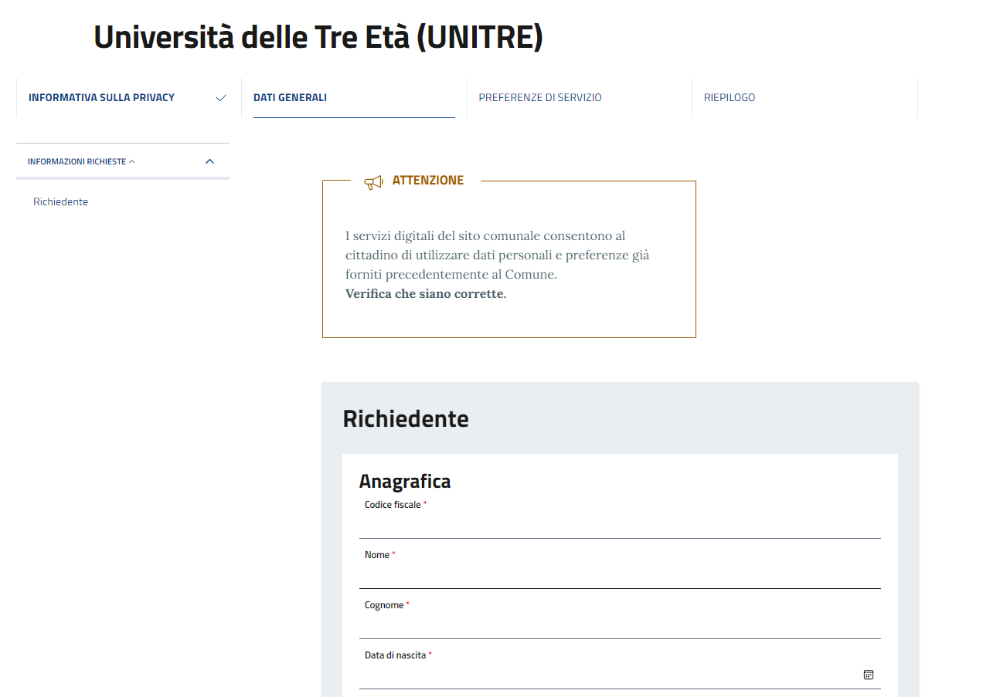 Università delle Tre Età (UNITRE)
INFORMATIVA SULLA PRIVACY
DATI GENERALI
PREFERENZE DI SERVIZIO
RIEPILOGO
INFORMAZIONI RICHIESTE
Richiedente
ATTENZIONE
I servizi digitali del sito comunale consentono al
cittadino di utilizzare dati personali e preferenze già
forniti precedentemente al Comune.
Verifica che siano corrette.
Richiedente
Anagrafica
Codice fiscale *
Nome *
Cognome *
Data di nascita *